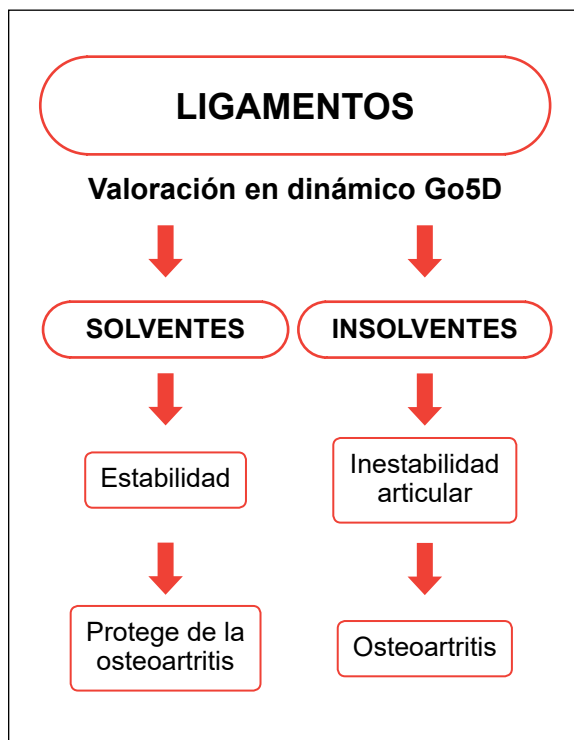 LIGAMENTOS
Valoración en dinámico Go5D
SOLVENTES
INSOLVENTES
Estabilidad
Inestabilidad
articular
Protege de la
osteoartritis
Osteoartritis